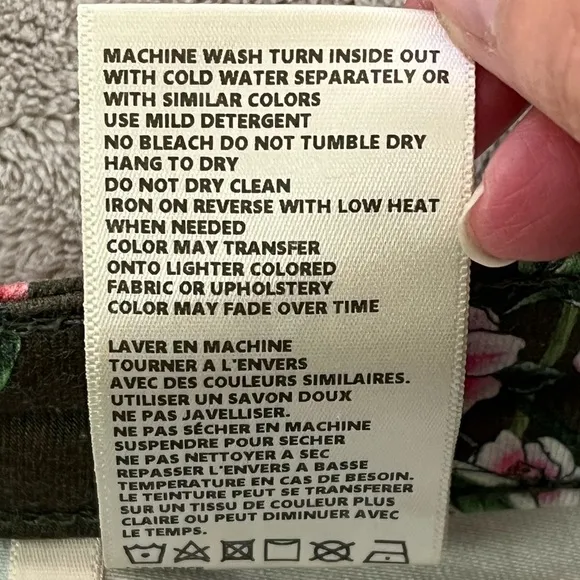 MACHINE WASH TURN INSIDE OUT
WITH COLD WATER SEPARATELY OR
WITH SIMILAR COLORS
USE MILD DETERGENT
NO BLEACH DO NOT TUMBLE DRY
HANG TO DRY
DO NOT DRY CLEAN
IRON ON REVERSE WITH LOW HEAT
WHEN NEEDED
COLOR MAY TRANSFER
ONTO LIGHTER COLORED
FABRIC OR UPHOLSTERY
COLOR MAY FADE OVER TIME
LAVER EN MACHINE
TOURNER A L'ENVERS
AVEC DES COULEURS SIMILAIRES.
UTILISER UN SAVON DOUX
NE PAS JAVELLISER.
NE PAS SÉCHER EN MACHINE
SUSPENDRE POUR SECHER
NE PAS NETTOYER A SEC
REPASSER L'ENVERS A BASSE
TEMPERATURE EN CAS DE BESOIN.
LE TEINTURE PEUT SE TRANSFERER
SUR UN TISSU DE COULEUR PLUS
CLAIRE OU PEUT DIMINUER AVEC
LE TEMPS.